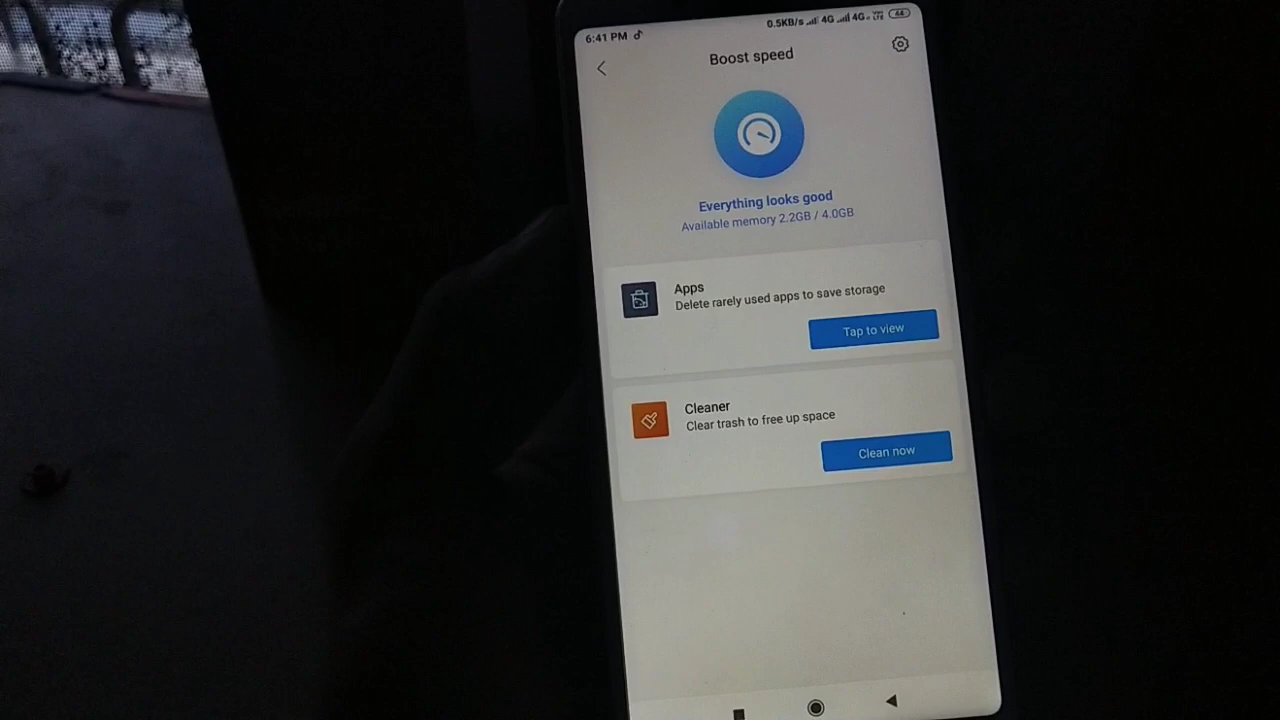 6:41 PM
0.5KB/s 4G 4G VoLTE 44
Boost speed
Everything looks good
Available memory 2.2GB / 4.0GB
Apps
Delete rarely used apps to save storage
Tap to view
Cleaner
Clear trash to free up space
Clean now